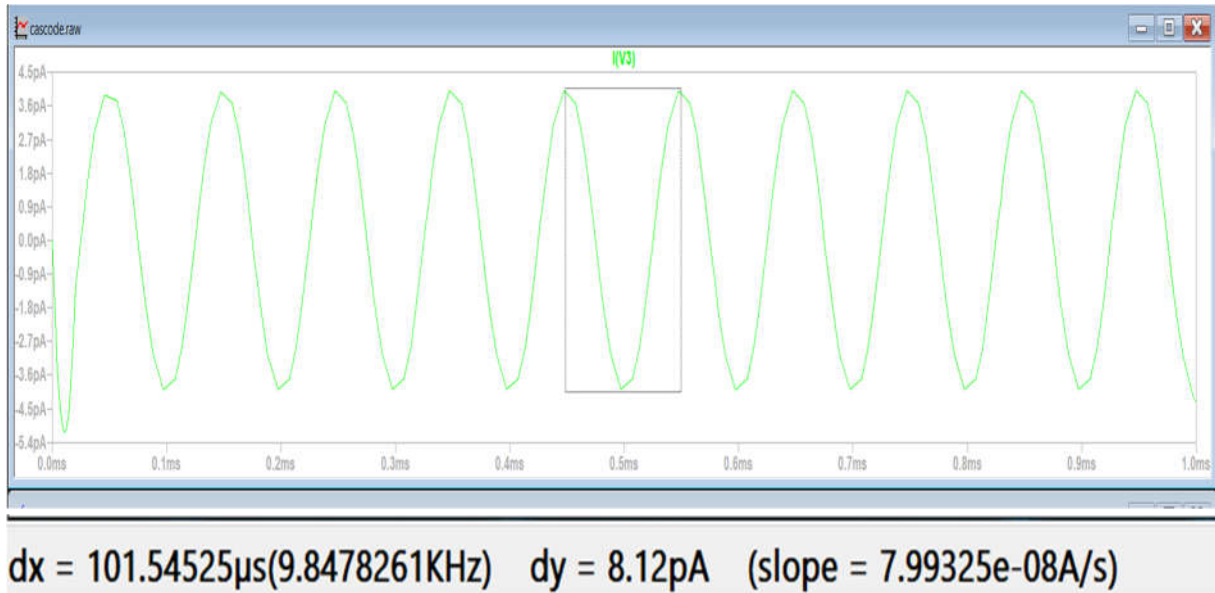 cascode.raw
I(V3)
4.5pA
3.6pA
2.7pA
1.8pA
0.9pA
0.0pA
-0.9pA
-1.8pA
-2.7pA
-3.6pA
-4.5pA
-5.4pA
0.0ms 0.1ms 0.2ms 0.3ms 0.4ms 0.5ms 0.6ms 0.7ms 0.8ms 0.9ms 1.0ms
dx = 101.54525µs(9.8478261KHz) dy = 8.12pA (slope = 7.99325e-08A/s)